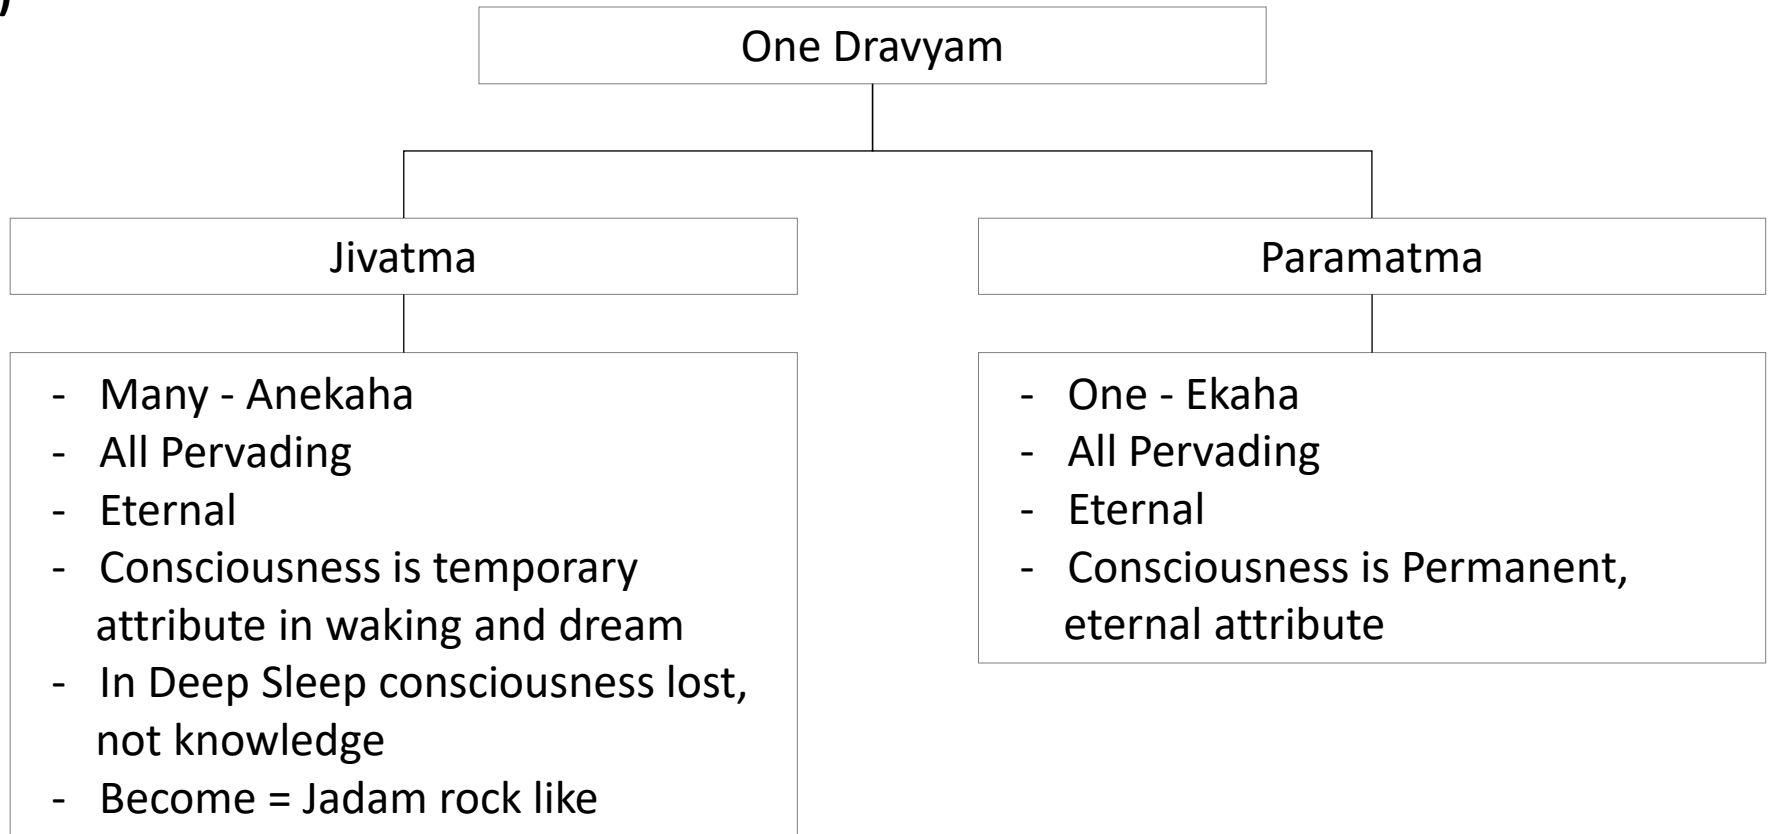 )
One Dravyam
Jivatma
Paramatma
- Many - Anekaha
- All Pervading
- Eternal
- Consciousness is temporary
attribute in waking and dream
- In Deep Sleep consciousness lost,
not knowledge
- Become = Jadam rock like
- One - Ekaha
- All Pervading
- Eternal
- Consciousness is Permanent,
eternal attribute